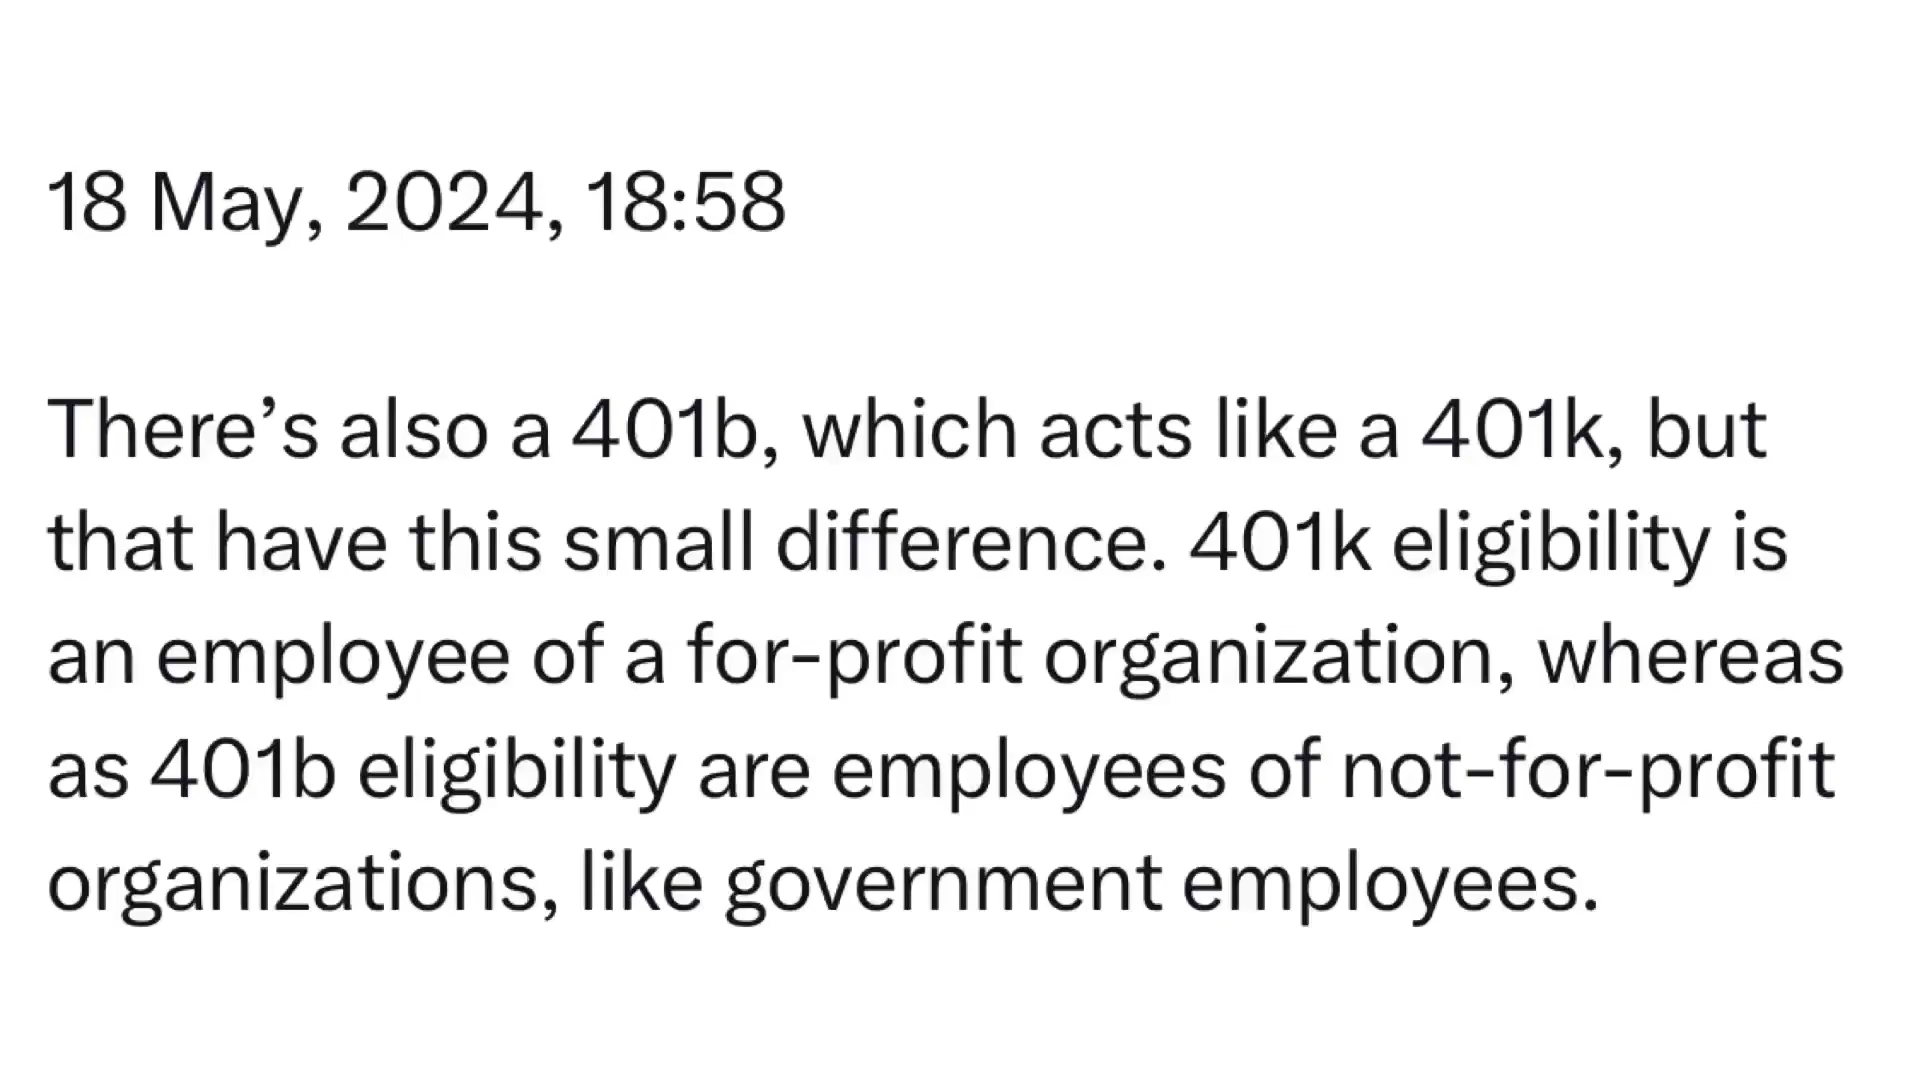 18 May, 2024, 18:58
There’s also a 401b, which acts like a 401k, but
that have this small difference. 401k eligibility is
an employee of a for-profit organization, whereas
as 401b eligibility are employees of not-for-profit
organizations, like government employees.